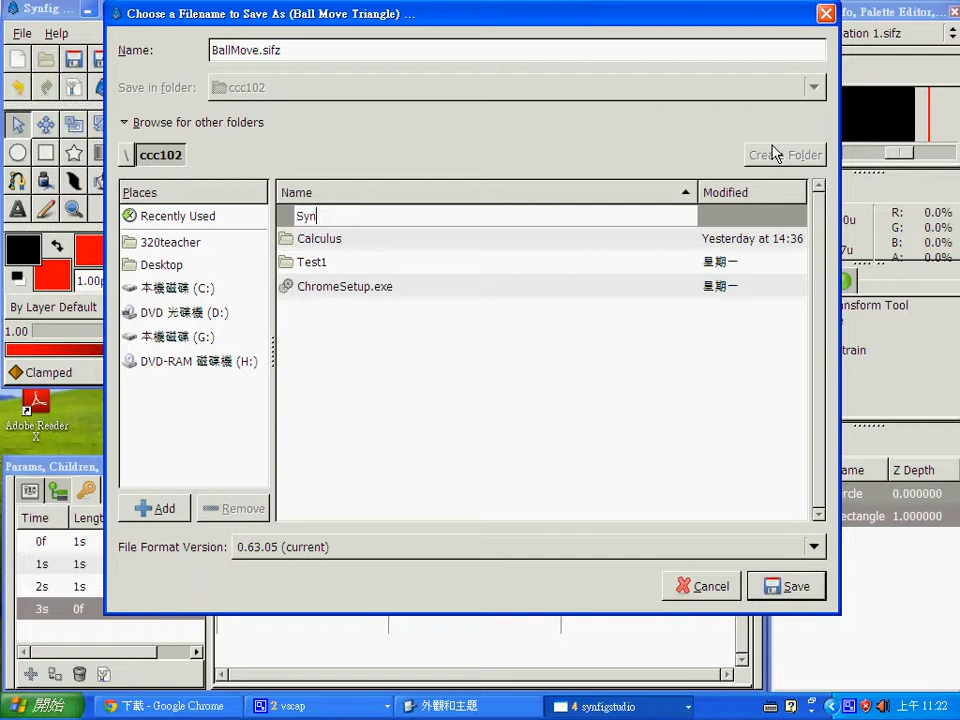 Synfig ...
Choose a Filename to Save As (Ball Move Triangle) ...
fo, Palette Editor,...
File Help
ation 1.sifz
Name: BallMove.sifz
Save in folder: ccc102
Browse for other folders
\ ccc102
Create Folder
Places
Name
Modified
Recently Used
Syn
320teacher
Calculus
Yesterday at 14:36
Desktop
Test1
星期一
本機磁碟 (C:)
ChromeSetup.exe
星期一
DVD 光碟機 (D:)
本機磁碟 (G:)
DVD-RAM 磁碟機 (H:)
0u
7u
R: 0.0%
G: 0.0%
B: 0.0%
A: 0.0%
1.00p
By Layer Default
1.00
Clamped
ransform Tool
e
train
Adobe Reader
X
Params, Children,
Time Length
0f 1s
1s 1s
2s 1s
3s 0f
Add
Remove
File Format Version: 0.63.05 (current)
Cancel
Save
ame Z Depth
ircle 0.000000
ectangle 1.000000
開始
下載 - Google Chrome
2 vscap
外觀和主題
4 synfigstudio
上午 11:22